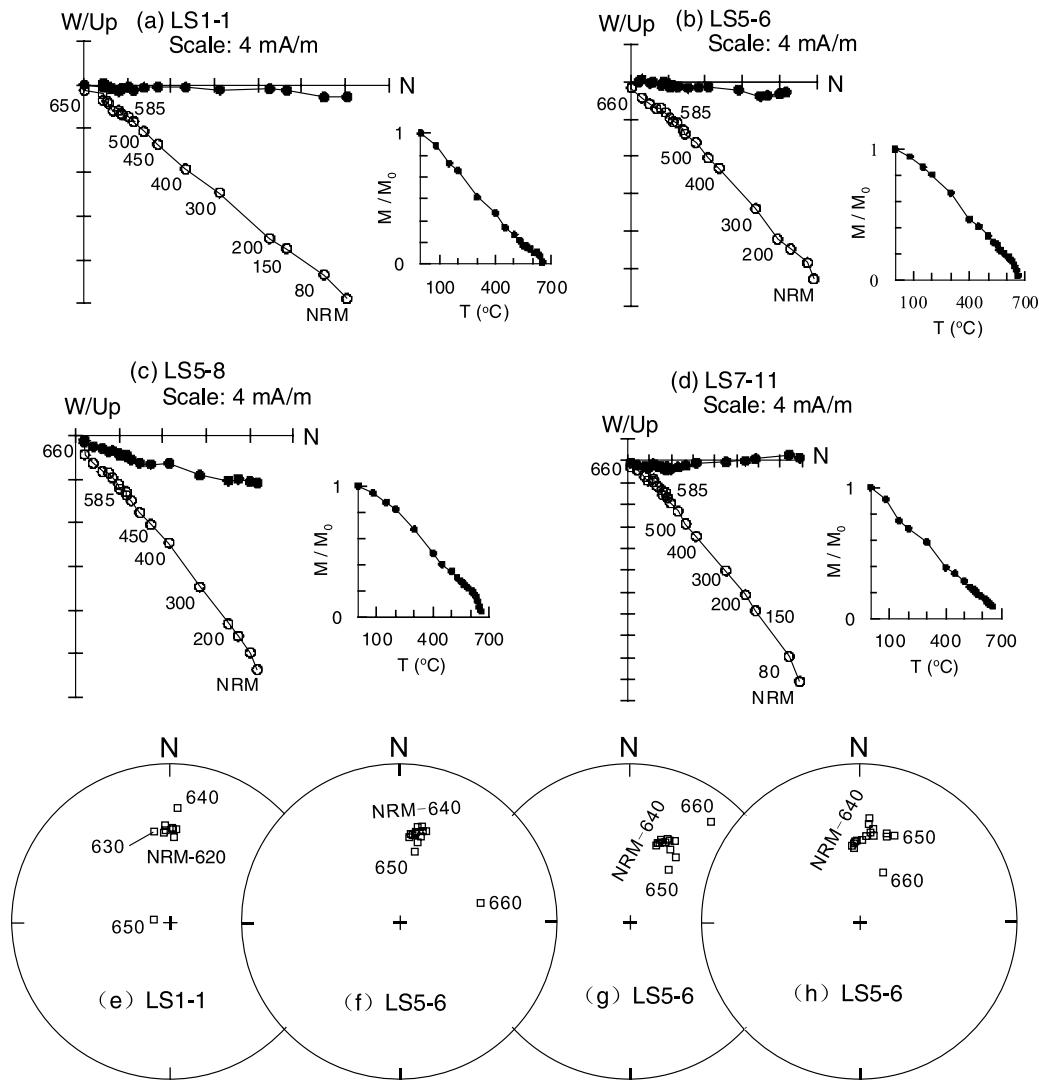 (a) LS1-1
Scale: 4 mA/m
W/Up
N
650
585
500
450
400
300
200
150
80
NRM
1
M / M0
0
100
400
700
T (°C)
(b) LS5-6
Scale: 4 mA/m
W/Up
N
660
585
500
400
300
200
NRM
1
M / M0
0
100
400
700
T (°C)
(c) LS5-8
Scale: 4 mA/m
W/Up
N
660
585
450
400
300
200
NRM
1
M / M0
0
100
400
700
T (°C)
(d) LS7-11
Scale: 4 mA/m
W/Up
N
660
585
500
400
300
200
150
80
NRM
1
M / M0
0
100
400
700
T (°C)
N
640
630
NRM-620
650
(e) LS1-1
N
NRM-640
650
660
(f) LS5-6
N
NRM-640
660
650
(g) LS5-6
N
NRM-640
650
660
(h) LS5-6